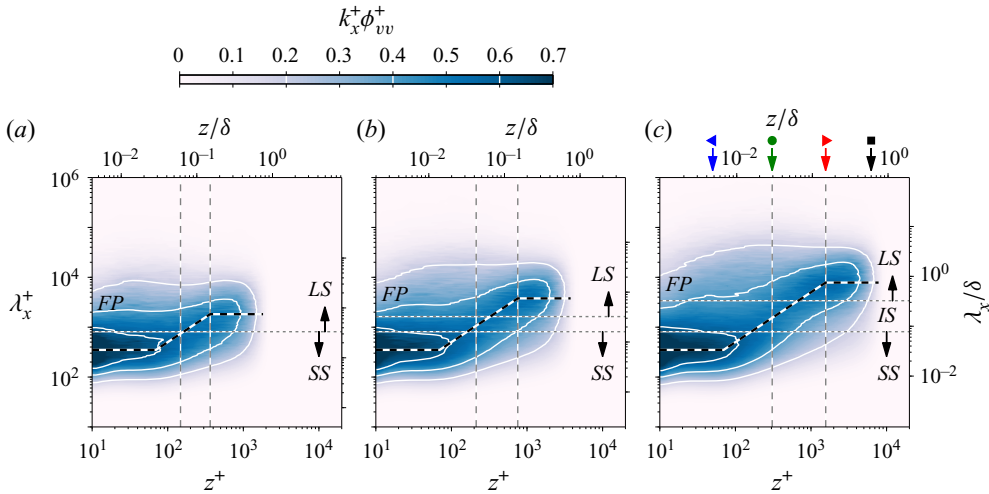 k_x^+ ϕ_vv^+
0 0.1 0.2 0.3 0.4 0.5 0.6 0.7
(a) z/δ (b) z/δ (c) z/δ
10^−2 10^−1 10^0 10^−2 10^−1 10^0 10^−2 10^0
10^6
10^4
10^2
λ_x^+
FP LS SS
FP LS SS
FP LS IS SS
10^0
10^−2
λ_x/δ
10^1 10^2 10^3 10^4 10^1 10^2 10^3 10^4 10^1 10^2 10^3 10^4
z^+ z^+ z^+